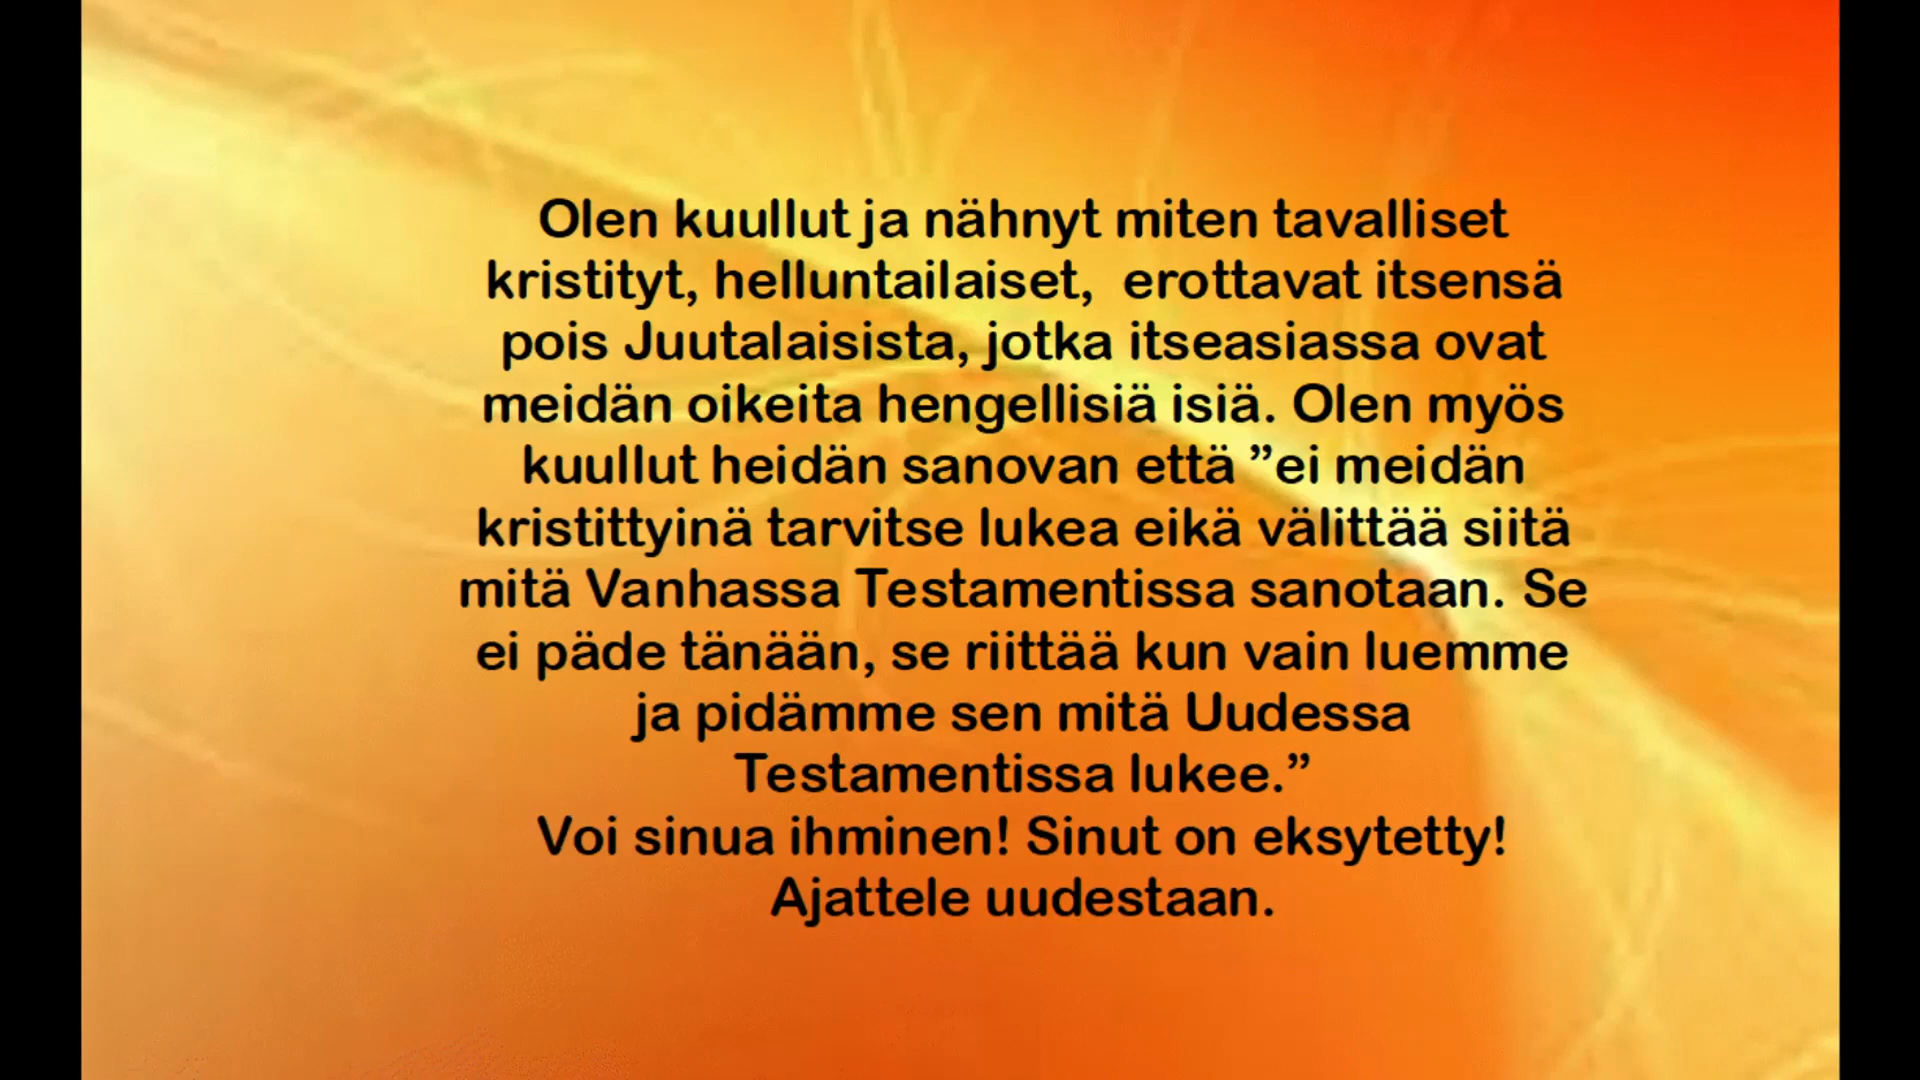 Olen kuullut ja nähnyt miten tavalliset
kristityt, helluntailaiset,  erottavat itsensä
pois Juutalaisista, jotka itseasiassa ovat
meidän oikeita hengellisiä isiä. Olen myös
kuullut heidän sanovan että ”ei meidän
kristittyinä tarvitse lukea eikä välittää siitä
mitä Vanhassa Testamentissa sanotaan. Se
ei päde tänään, se riittää kun vain luemme
ja pidämme sen mitä Uudessa
Testamentissa lukee.”
Voi sinua ihminen! Sinut on eksytetty!
Ajattele uudestaan.